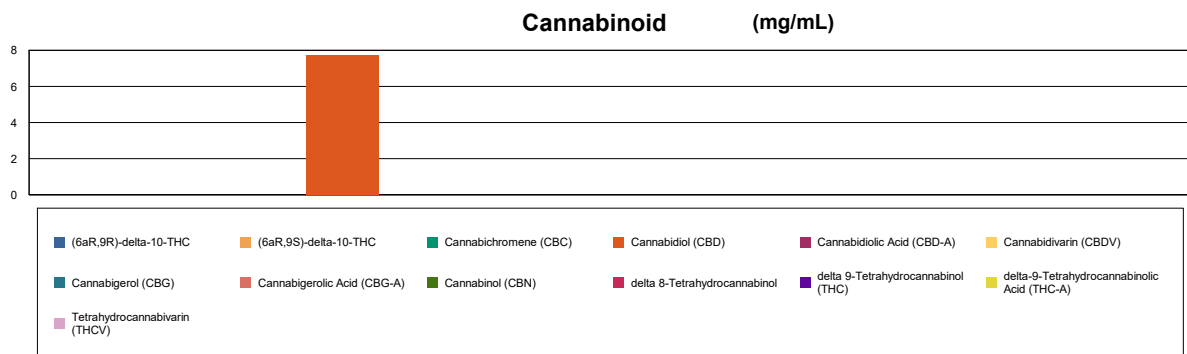 Cannabinoid (mg/mL)
8
6
4
2
0
(6aR,9R)-delta-10-THC
(6aR,9S)-delta-10-THC
Cannabichromene (CBC)
Cannabidiol (CBD)
Cannabidiolic Acid (CBD-A)
Cannabidivarin (CBDV)
Cannabigerol (CBG)
Cannabigerolic Acid (CBG-A)
Cannabinol (CBN)
delta 8-Tetrahydrocannabinol
delta 9-Tetrahydrocannabinol
(THC)
delta-9-Tetrahydrocannabinolic
Acid (THC-A)
Tetrahydrocannabivarin
(THCV)